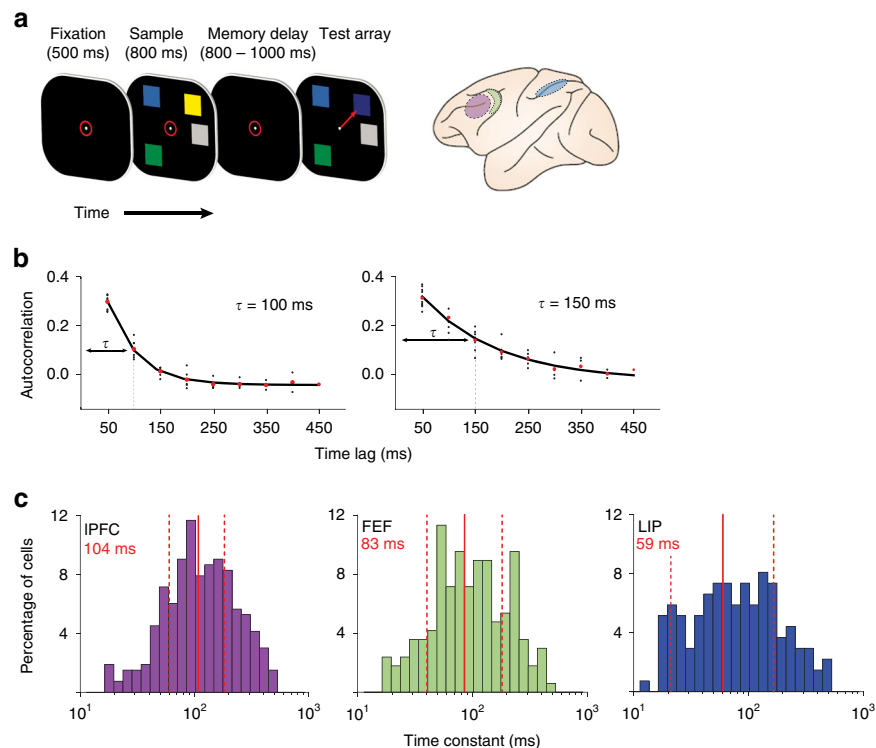 a
Fixation Sample Memory delay Test array
(500 ms) (800 ms) (800 – 1000 ms)
Time
b
Autocorrelation
0.4
0.2
0.0
τ = 100 ms
τ
50 150 250 350 450
0.4
0.2
0.0
τ = 150 ms
τ
50 150 250 350 450
Time lag (ms)
c
Percentage of cells
12
8
4
lPFC
104 ms
10¹ 10² 10³
12
8
4
FEF
83 ms
10¹ 10² 10³
12
8
4
LIP
59 ms
10¹ 10² 10³
Time constant (ms)